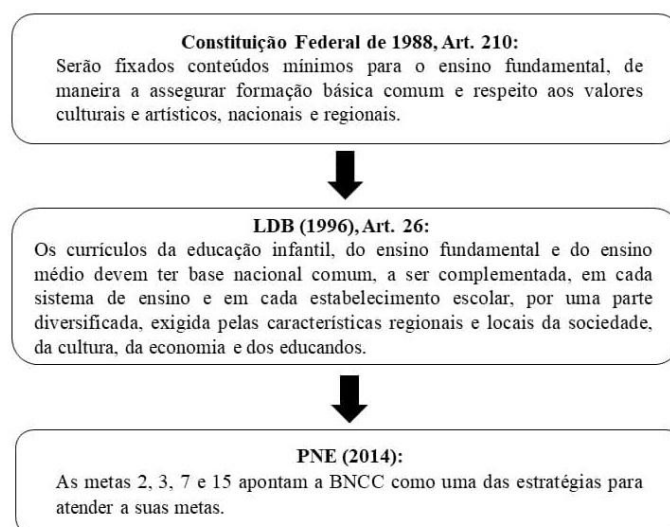 Constituição Federal de 1988, Art. 210:
Serão fixados conteúdos mínimos para o ensino fundamental, de
maneira a assegurar formação básica comum e respeito aos valores
culturais e artísticos, nacionais e regionais.
LDB (1996), Art. 26:
Os currículos da educação infantil, do ensino fundamental e do ensino
médio devem ter base nacional comum, a ser complementada, em cada
sistema de ensino e em cada estabelecimento escolar, por uma parte
diversificada, exigida pelas características regionais e locais da sociedade,
da cultura, da economia e dos educandos.
PNE (2014):
As metas 2, 3, 7 e 15 apontam a BNCC como uma das estratégias para
atender a suas metas.